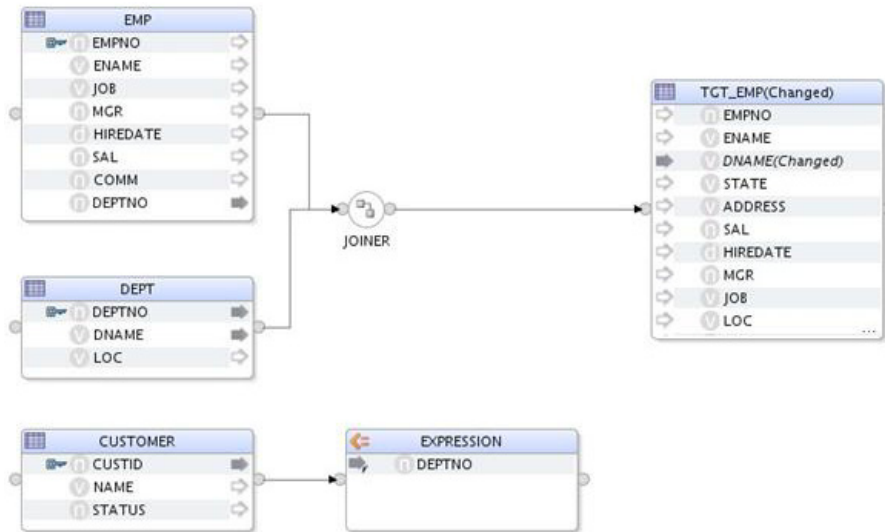 EMP
EMPNO
ENAME
JOB
MGR
HIREDATE
SAL
COMM
DEPTNO
JOINER
DEPT
DEPTNO
DNAME
LOC
TGT_EMP(Changed)
EMPNO
ENAME
DNAME(Changed)
STATE
ADDRESS
SAL
HIREDATE
MGR
JOB
LOC
...
CUSTOMER
CUSTID
NAME
STATUS
EXPRESSION
DEPTNO